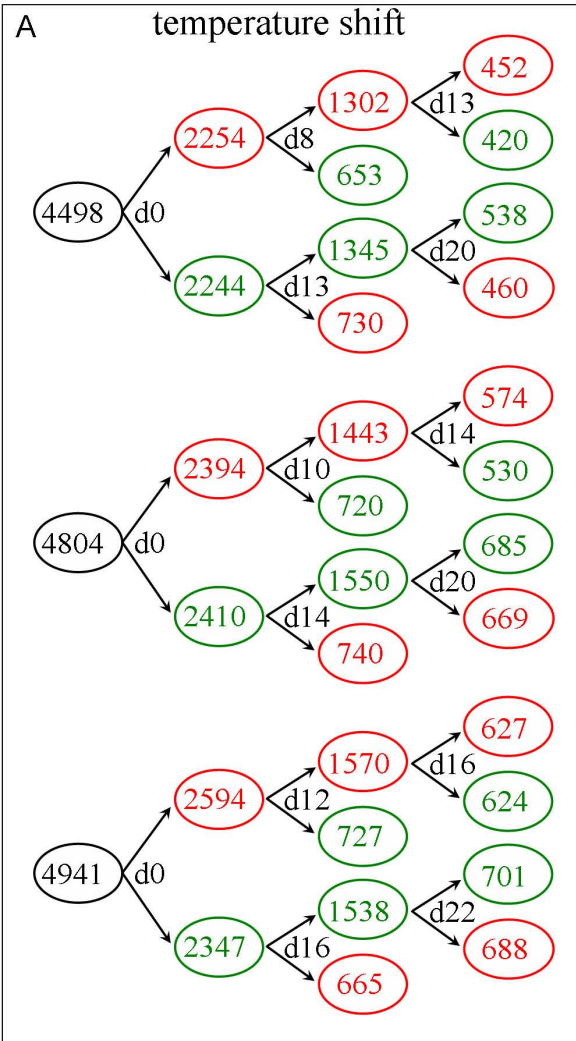 A
temperature shift
452
1302
d13
2254
d8
420
653
4498
d0
538
1345
d20
2244
d13
460
730
574
1443
d14
2394
d10
530
720
4804
d0
685
1550
d20
2410
d14
669
740
627
1570
d16
2594
d12
624
727
4941
d0
701
1538
d22
2347
d16
688
665